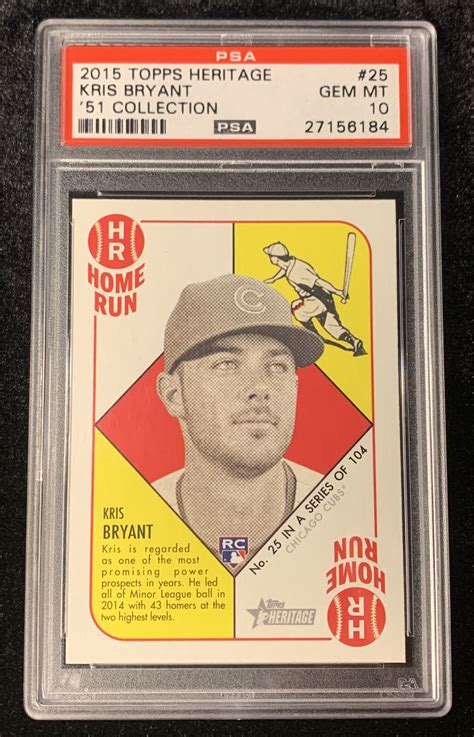 PSA
2015 TOPPS HERITAGE #25
KRIS BRYANT GEM MT
'51 COLLECTION PSA 10
27156184
HR
HOME
RUN
C
KRIS
BRYANT
Kris is regarded
as one of the most
promising power
prospects in years. He led
all of Minor League ball in
2014 with 43 homers at the
two highest levels.
RC
No. 25 IN A SERIES OF 104
CHICAGO CUBS®
Topps
HERITAGE
HOME
RUN
HR